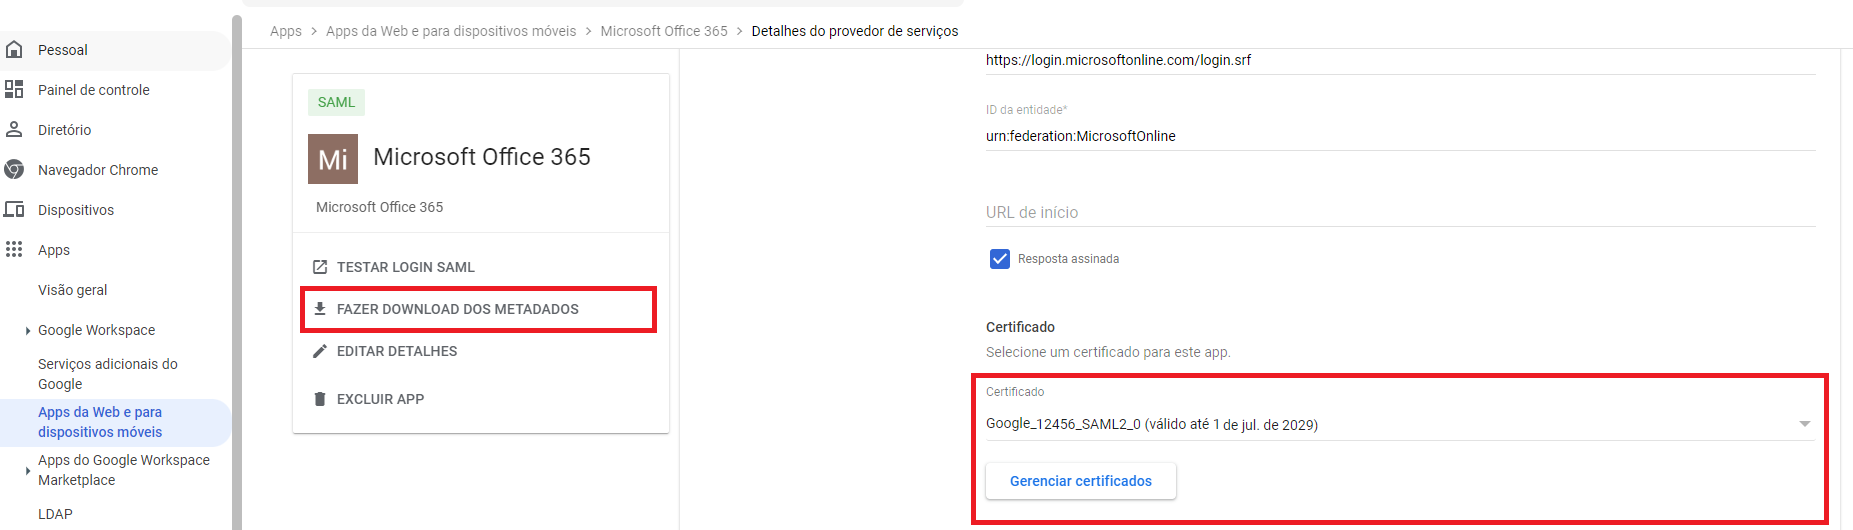 Apps > Apps da Web e para dispositivos móveis > Microsoft Office 365 > Detalhes do provedor de serviços
Pessoal
Painel de controle
Diretório
Navegador Chrome
Dispositivos
Apps
Visão geral
Google Workspace
Serviços adicionais do
Google
Apps da Web e para
dispositivos móveis
Apps do Google Workspace
Marketplace
LDAP
SAML
Mi
Microsoft Office 365
Microsoft Office 365
TESTAR LOGIN SAML
FAZER DOWNLOAD DOS METADADOS
EDITAR DETALHES
EXCLUIR APP
https://login.microsoftonline.com/login.srf
ID da entidade*
urn:federation:MicrosoftOnline
URL de início
Resposta assinada
Certificado
Selecione um certificado para este app.
Certificado
Google_12456_SAML2_0 (válido até 1 de jul. de 2029)
Gerenciar certificados